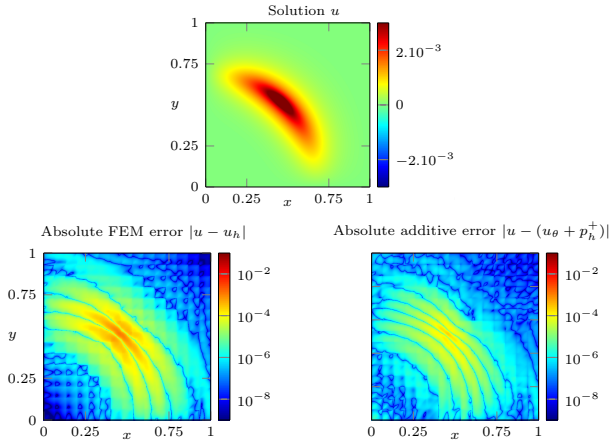 Solution u
1
0.75
y
0.25
0
0 0.25 x 0.75 1
2.10⁻³
0
−2.10⁻³
Absolute FEM error |u − u_h|
1
0.75
y
0.25
0
0 0.25 x 0.75 1
10⁻²
10⁻⁴
10⁻⁶
10⁻⁸
Absolute additive error |u − (u_θ + p_h⁺)|
0 0.25 x 0.75 1
10⁻²
10⁻⁴
10⁻⁶
10⁻⁸